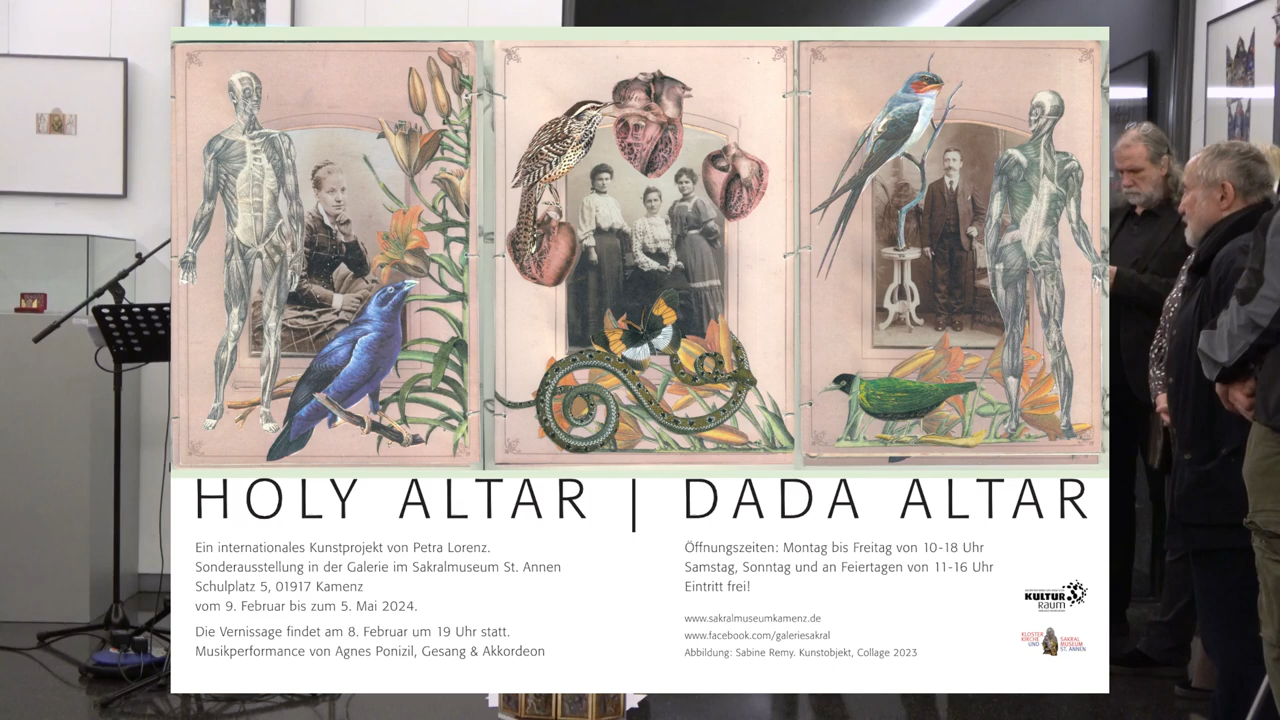 HOLY ALTAR | DADA ALTAR
Ein internationales Kunstprojekt von Petra Lorenz.
Sonderausstellung in der Galerie im Sakralmuseum St. Annen
Schulplatz 5, 01917 Kamenz
vom 9. Februar bis zum 5. Mai 2024.
Die Vernissage findet am 8. Februar um 19 Uhr statt.
Musikperformance von Ágnes Ponizil, Gesang & Akkordeon
Öffnungszeiten: Montag bis Freitag von 10-18 Uhr
Samstag, Sonntag und an Feiertagen von 11-16 Uhr
Eintritt frei!
www.sakralmuseumkamenz.de
www.facebook.com/galeriesakral
Abbildung: Sabine Remy. Kunstobjekt, Collage 2023
KULTUR
Raum
KLOSTER
KIRCHE
UND
SAKRAL
MUSEUM
ST. ANNEN